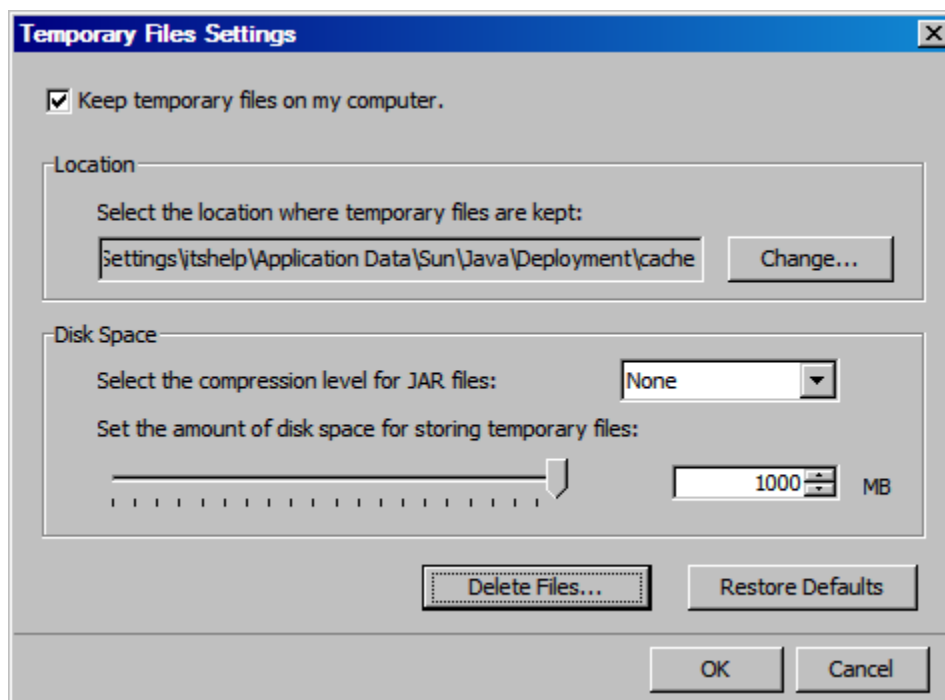 Temporary Files Settings
Keep temporary files on my computer.
Location
Select the location where temporary files are kept:
Settings\itshelp\Application Data\Sun\Java\Deployment\cache
Change...
Disk Space
Select the compression level for JAR files:
None
Set the amount of disk space for storing temporary files:
1000
MB
Delete Files...
Restore Defaults
OK
Cancel